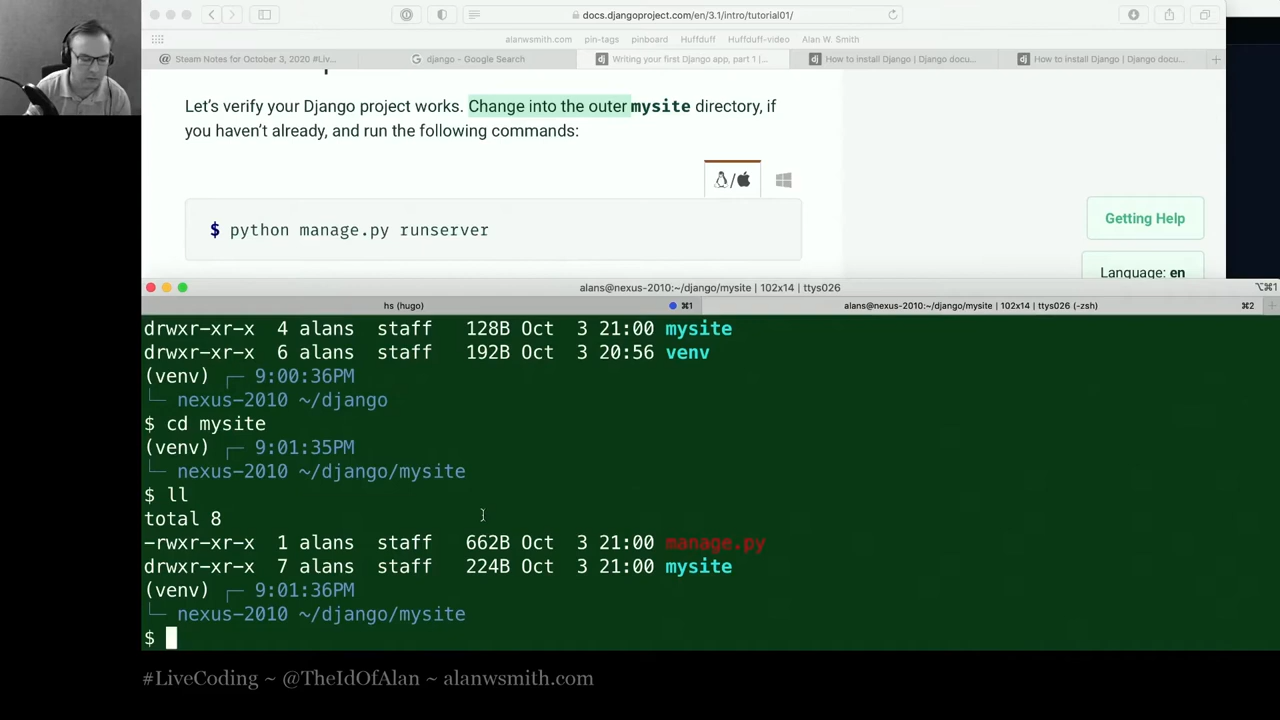 docs.djangoproject.com/en/3.1/intro/tutorial01/
alanwsmith.com pin-tags pinboard Huffduff Huffduff-video Alan W. Smith
Steam Notes for October 3, 2020 #Liv... django - Google Search Writing your first Django app, part 1 |... How to install Django | Django docu... How to install Django | Django docu...
Let's verify your Django project works. Change into the outer mysite directory, if
you haven't already, and run the following commands:
/
$ python manage.py runserver
Getting Help
Language: en
alans@nexus-2010:~/django/mysite | 102x14 | ttys026 ⌥⌘1
hs (hugo) ⌘1 alans@nexus-2010:~/django/mysite | 102x14 | ttys026 (-zsh) ⌘2
drwxr-xr-x 4 alans staff 128B Oct 3 21:00 mysite
drwxr-xr-x 6 alans staff 192B Oct 3 20:56 venv
(venv) ┌─ 9:00:36PM
└─ nexus-2010 ~/django
$ cd mysite
(venv) ┌─ 9:01:35PM
└─ nexus-2010 ~/django/mysite
$ ll
total 8
-rwxr-xr-x 1 alans staff 662B Oct 3 21:00 manage.py
drwxr-xr-x 7 alans staff 224B Oct 3 21:00 mysite
(venv) ┌─ 9:01:36PM
└─ nexus-2010 ~/django/mysite
$
#LiveCoding ~ @TheIdOfAlan ~ alanwsmith.com